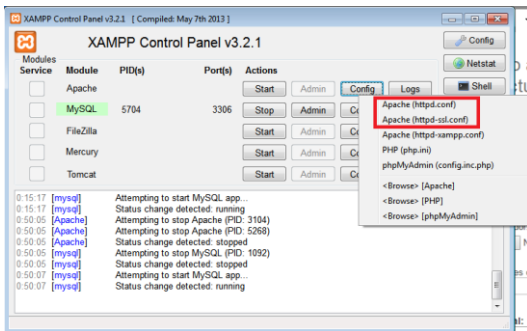 XAMPP Control Panel v3.2.1 [ Compiled: May 7th 2013 ]
XAMPP Control Panel v3.2.1
Config
Modules
Service Module PID(s) Port(s) Actions
Netstat
Apache Start Admin Config Logs Shell
MySQL 5704 3306 Stop Admin
FileZilla Start Admin
Mercury Start Admin
Tomcat Start Admin
Apache (httpd.conf)
Apache (httpd-ssl.conf)
Apache (httpd-xampp.conf)
PHP (php.ini)
phpMyAdmin (config.inc.php)
<Browse> [Apache]
<Browse> [PHP]
<Browse> [phpMyAdmin]
0:15:17 [mysql] Attempting to start MySQL app...
0:15:17 [mysql] Status change detected: running
0:50:05 [Apache] Attempting to stop Apache (PID: 3104)
0:50:05 [Apache] Attempting to stop Apache (PID: 5268)
0:50:05 [Apache] Status change detected: stopped
0:50:05 [mysql] Attempting to stop MySQL (PID: 1092)
0:50:05 [mysql] Status change detected: stopped
0:50:07 [mysql] Attempting to start MySQL app...
0:50:07 [mysql] Status change detected: running